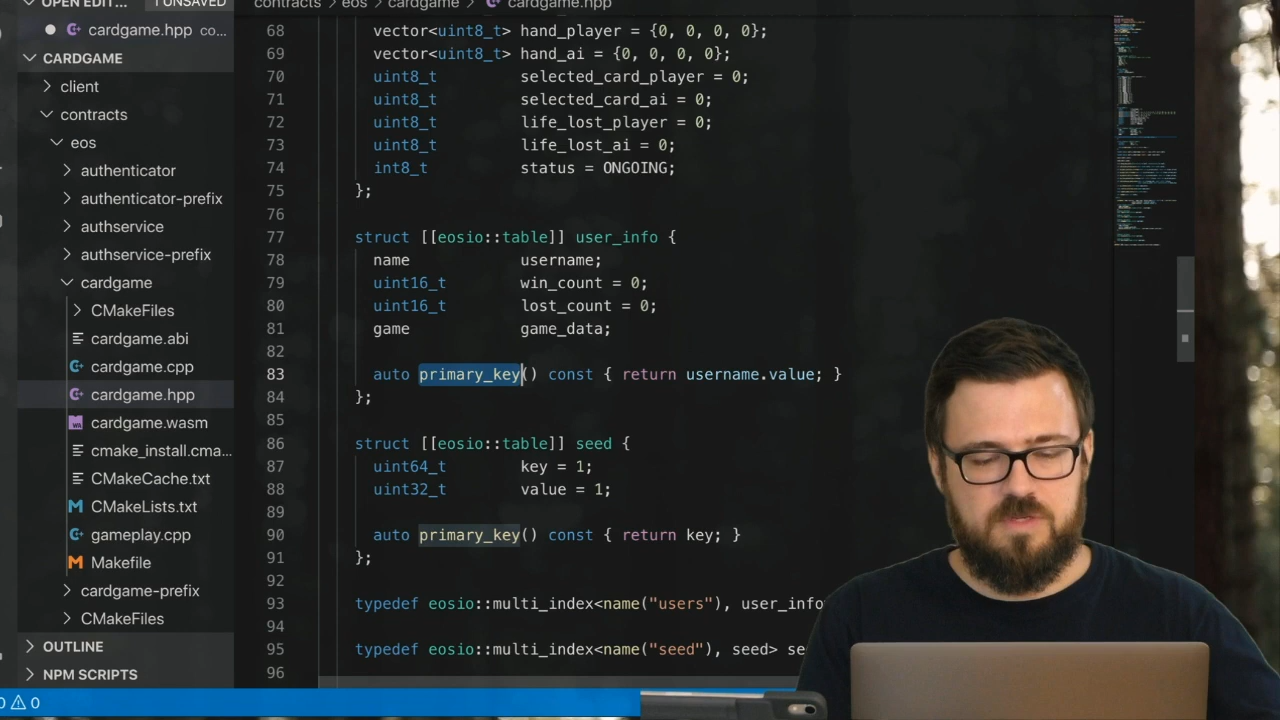 OPEN EDIT... 1 UNSAVED
cardgame.hpp co...
CARDGAME
client
contracts
eos
authenticator
authenticator-prefix
authservice
authservice-prefix
cardgame
CMakeFiles
cardgame.abi
cardgame.cpp
cardgame.hpp
cardgame.wasm
cmake_install.cma...
CMakeCache.txt
CMakeLists.txt
gameplay.cpp
Makefile
cardgame-prefix
CMakeFiles
OUTLINE
NPM SCRIPTS
0
contracts > eos > cardgame > cardgame.hpp
68 vector<uint8_t> hand_player = {0, 0, 0, 0};
69 vector<uint8_t> hand_ai = {0, 0, 0, 0};
70 uint8_t selected_card_player = 0;
71 uint8_t selected_card_ai = 0;
72 uint8_t life_lost_player = 0;
73 uint8_t life_lost_ai = 0;
74 int8_t status = ONGOING;
75 };
76
77 struct [[eosio::table]] user_info {
78 name username;
79 uint16_t win_count = 0;
80 uint16_t lost_count = 0;
81 game game_data;
82
83 auto primary_key() const { return username.value; }
84 };
85
86 struct [[eosio::table]] seed {
87 uint64_t key = 1;
88 uint32_t value = 1;
89
90 auto primary_key() const { return key; }
91 };
92
93 typedef eosio::multi_index<name("users"), user_info
94
95 typedef eosio::multi_index<name("seed"), seed> se
96